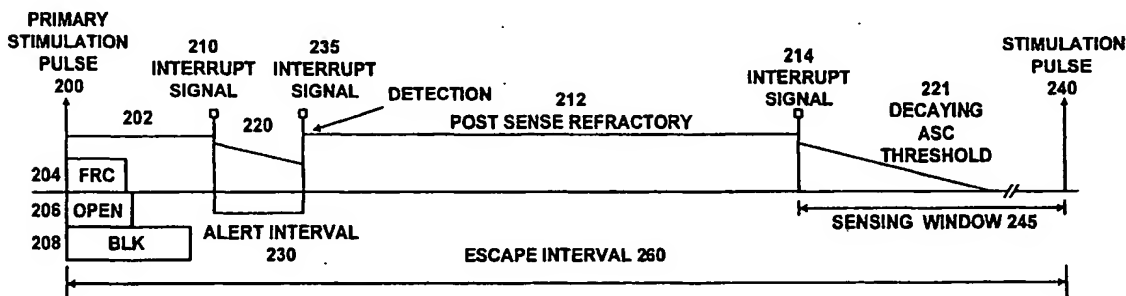 PRIMARY
STIMULATION
PULSE
200
210
INTERRUPT
SIGNAL
235
INTERRUPT
SIGNAL
DETECTION
212
POST SENSE REFRACTORY
214
INTERRUPT
SIGNAL
221
DECAYING
ASC
THRESHOLD
STIMULATION
PULSE
240
202
220
204 FRC
206 OPEN
208 BLK
ALERT INTERVAL
230
SENSING WINDOW 245
ESCAPE INTERVAL 260